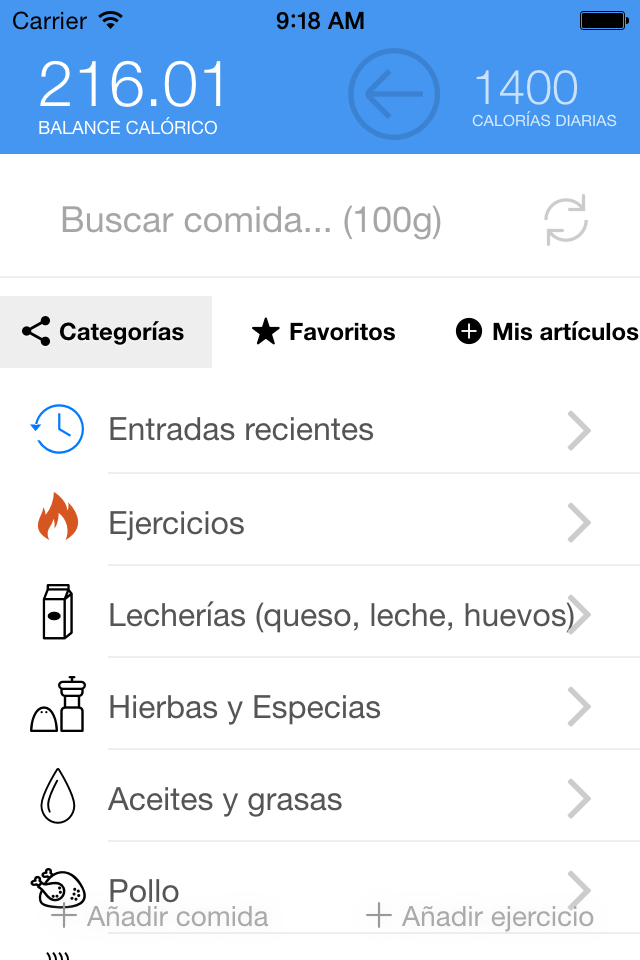 Carrier 9:18 AM
216.01 1400
BALANCE CALÓRICO CALORÍAS DIARIAS
Buscar comida... (100g)
Categorías Favoritos Mis artículos
Entradas recientes
Ejercicios
Lecherías (queso, leche, huevos)
Hierbas y Especias
Aceites y grasas
Pollo
Añadir comida Añadir ejercicio